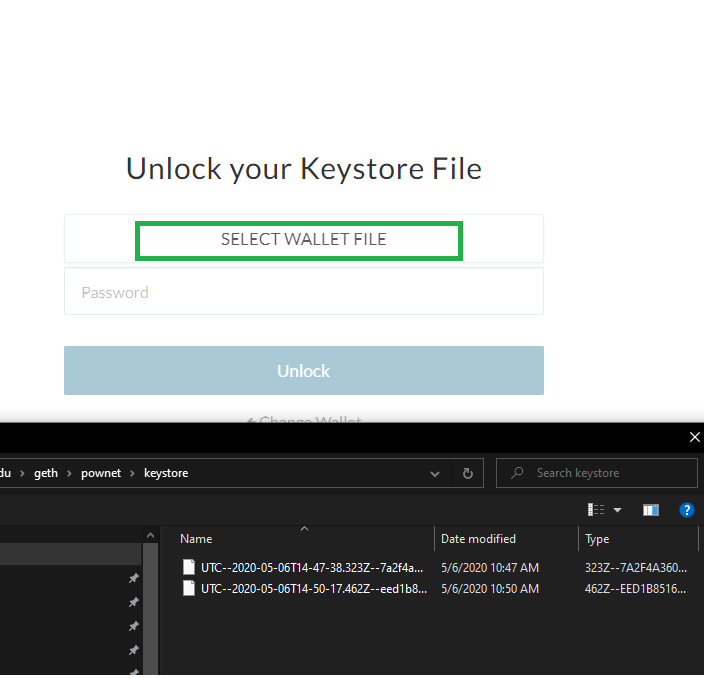 Unlock your Keystore File
SELECT WALLET FILE
Password
Unlock
Change Wallet
du > geth > pownet > keystore
Search keystore
Name Date modified Type
UTC--2020-05-06T14-47-38.323Z--7a2f4a... 5/6/2020 10:47 AM 323Z--7A2F4A360...
UTC--2020-05-06T14-50-17.462Z--eed1b8... 5/6/2020 10:50 AM 462Z--EED1B8516...